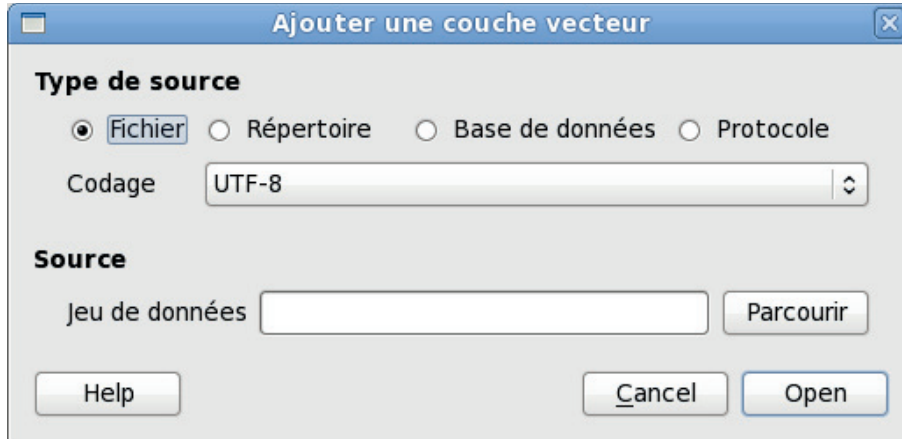 Ajouter une couche vecteur
Type de source
Fichier Répertoire Base de données Protocole
Codage UTF-8
Source
Jeu de données Parcourir
Help Cancel Open